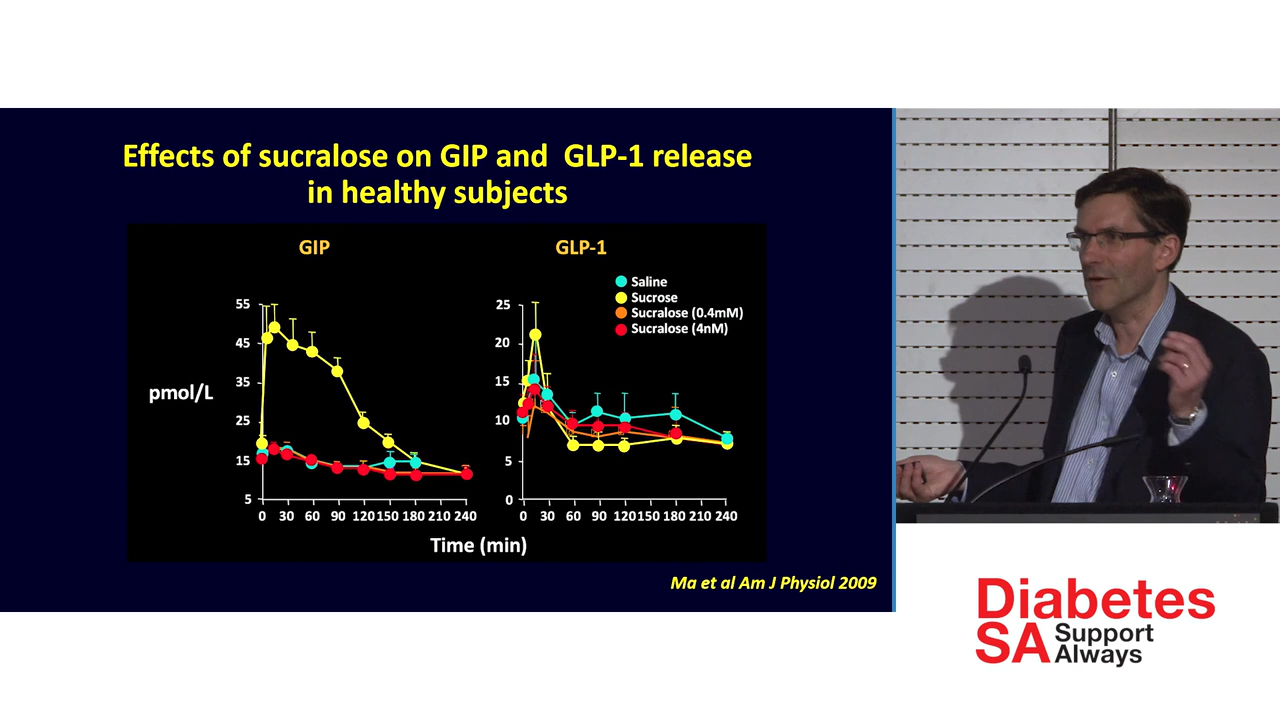 Effects of sucralose on GIP and GLP-1 release
in healthy subjects
GIP
GLP-1
Saline
Sucrose
Sucralose (0.4mM)
Sucralose (4nM)
pmol/L
55
45
35
25
15
5
0 30 60 90 120 150 180 210 240
25
20
15
10
5
0
0 30 60 90 120 150 180 210 240
Time (min)
Ma et al Am J Physiol 2009
Diabetes
SA Support
Always